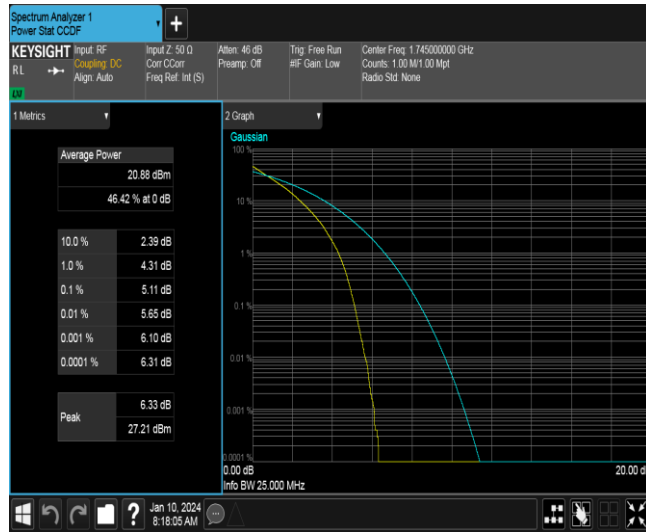 Spectrum Analyzer 1
Power Stat CCDF
+
KEYSIGHT
RL
LXI
Input: RF
Coupling: DC
Align: Auto
Input Z: 50 Ω
Corr CCorr
Freq Ref: Int (S)
Atten: 46 dB
Preamp: Off
Trig: Free Run
#IF Gain: Low
Center Freq: 1.745000000 GHz
Counts: 1.00 M/1.00 Mpt
Radio Std: None
1 Metrics
Average Power
20.88 dBm
46.42 % at 0 dB
10.0 % 2.39 dB
1.0 % 4.31 dB
0.1 % 5.11 dB
0.01 % 5.65 dB
0.001 % 6.10 dB
0.0001 % 6.31 dB
Peak
6.33 dB
27.21 dBm
2 Graph
Gaussian
100 %
10 %
1 %
0.1 %
0.01 %
0.001 %
0.0001 %
0.00 dB
20.00 d
Info BW 25.000 MHz
?
Jan 10, 2024
8:18:05 AM